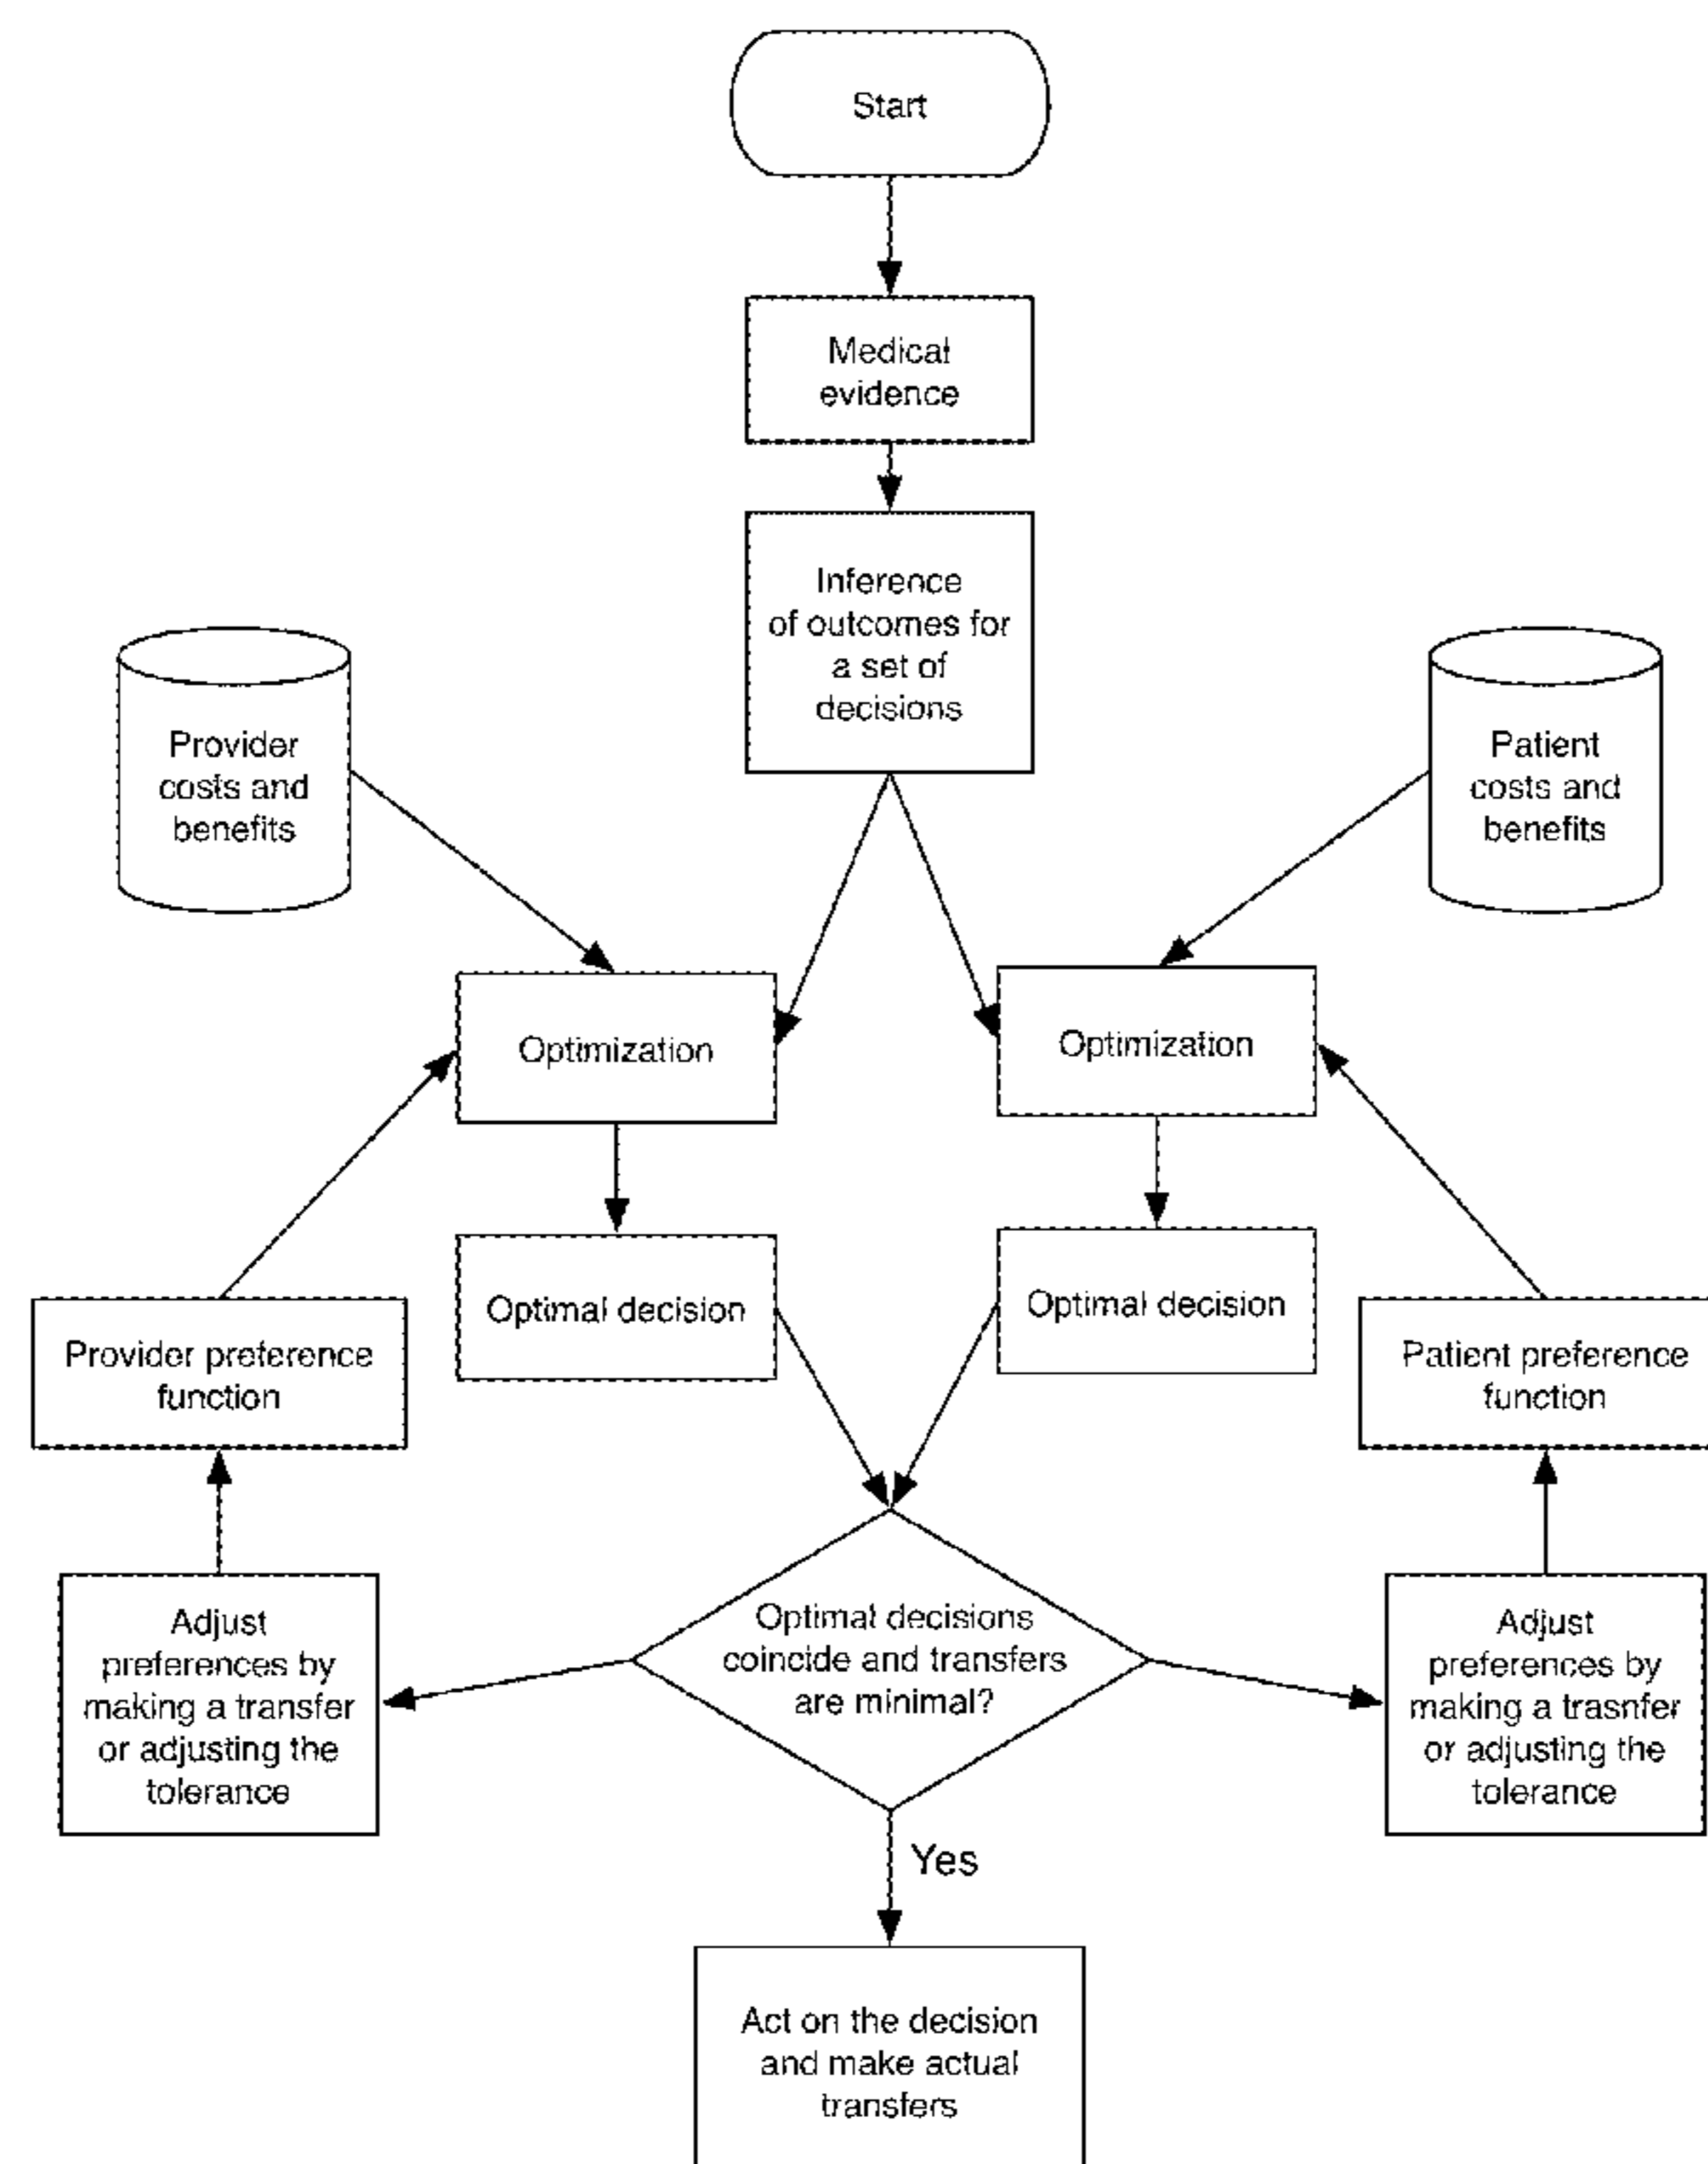 Start
Medical
evidence
Inference
of outcomes for
a set of
decisions
Provider
costs and
benefits
Patient
costs and
benefits
Optimization
Optimization
Optimal decision
Optimal decision
Provider preference
function
Patient preference
function
Adjust
preferences by
making a transfer
or adjusting the
tolerance
Optimal decisions
coincide and transfers
are minimal?
Adjust
preferences by
making a trasnfer
or adjusting the
tolerance
Yes
Act on the decision
and make actual
transfers